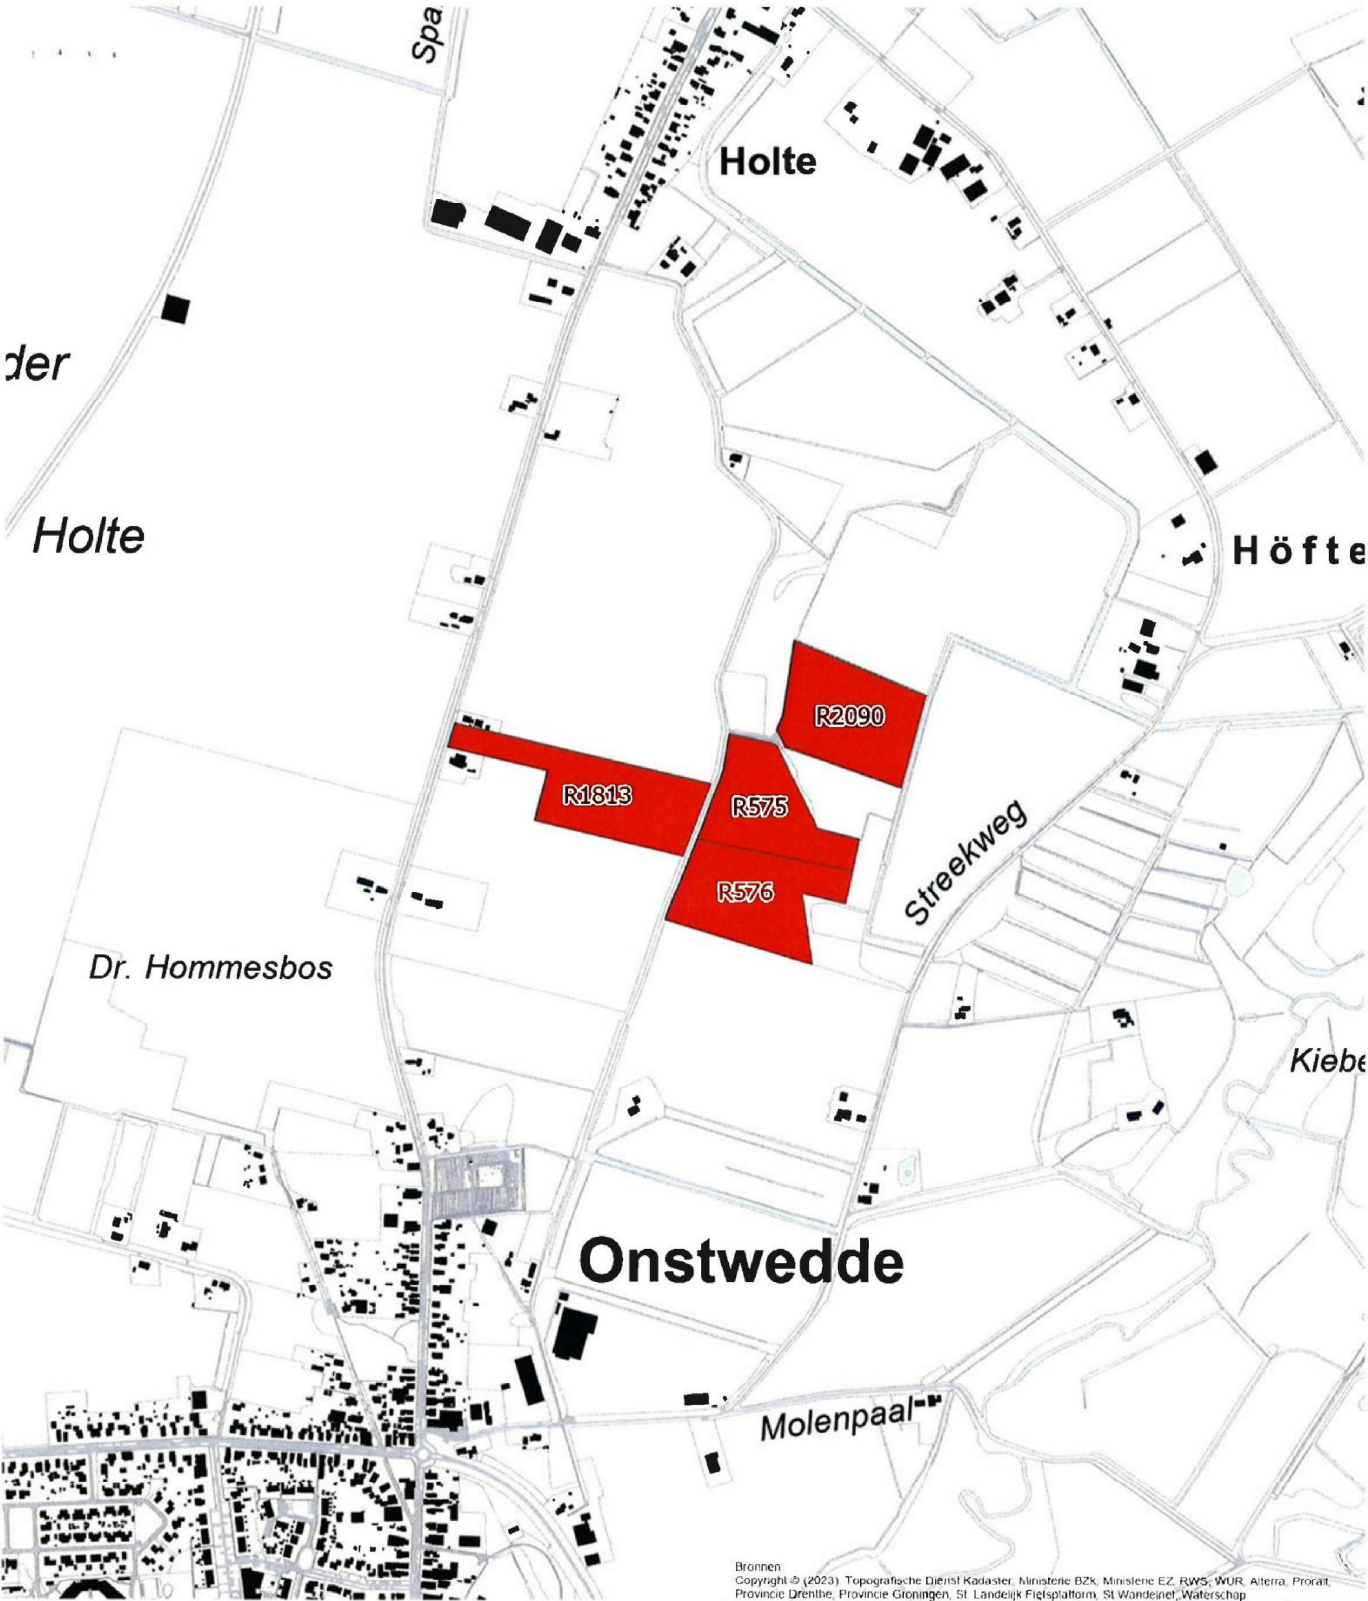 Spa
Holte
der
Holte
Höfte
R2090
R1813
R575
R576
Streekweg
Dr. Hommesbos
Kiebe
Onstwedde
Molenpaal
Bronnen:
Copyright © (2023) Topografische Dienst Kadaster, Ministerie BZK, Ministerie EZ, RWS, WUR, Alterra, Prorail,
Provincie Drenthe, Provincie Groningen, St. Landelijk Fietsplatform, St Wandelnet, Waterschap